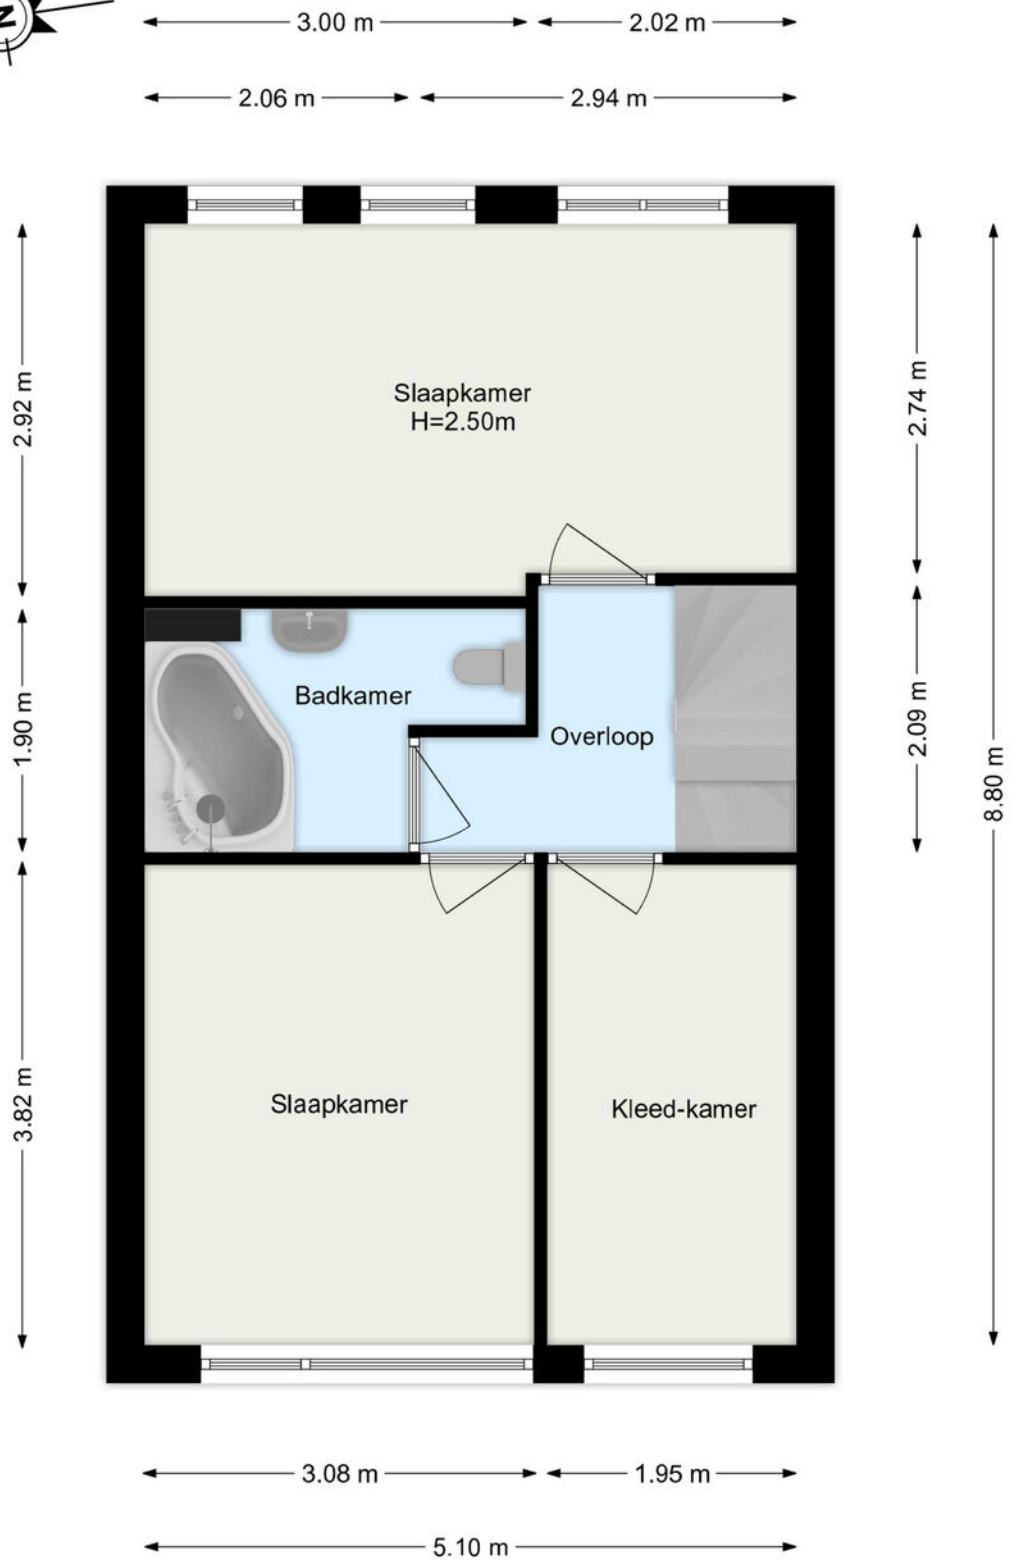 N
3.00 m
2.02 m
2.06 m
2.94 m
2.92 m
2.74 m
Slaapkamer
H=2.50m
1.90 m
Badkamer
Overloop
2.09 m
8.80 m
3.82 m
Slaapkamer
Kleed-kamer
3.08 m
1.95 m
5.10 m